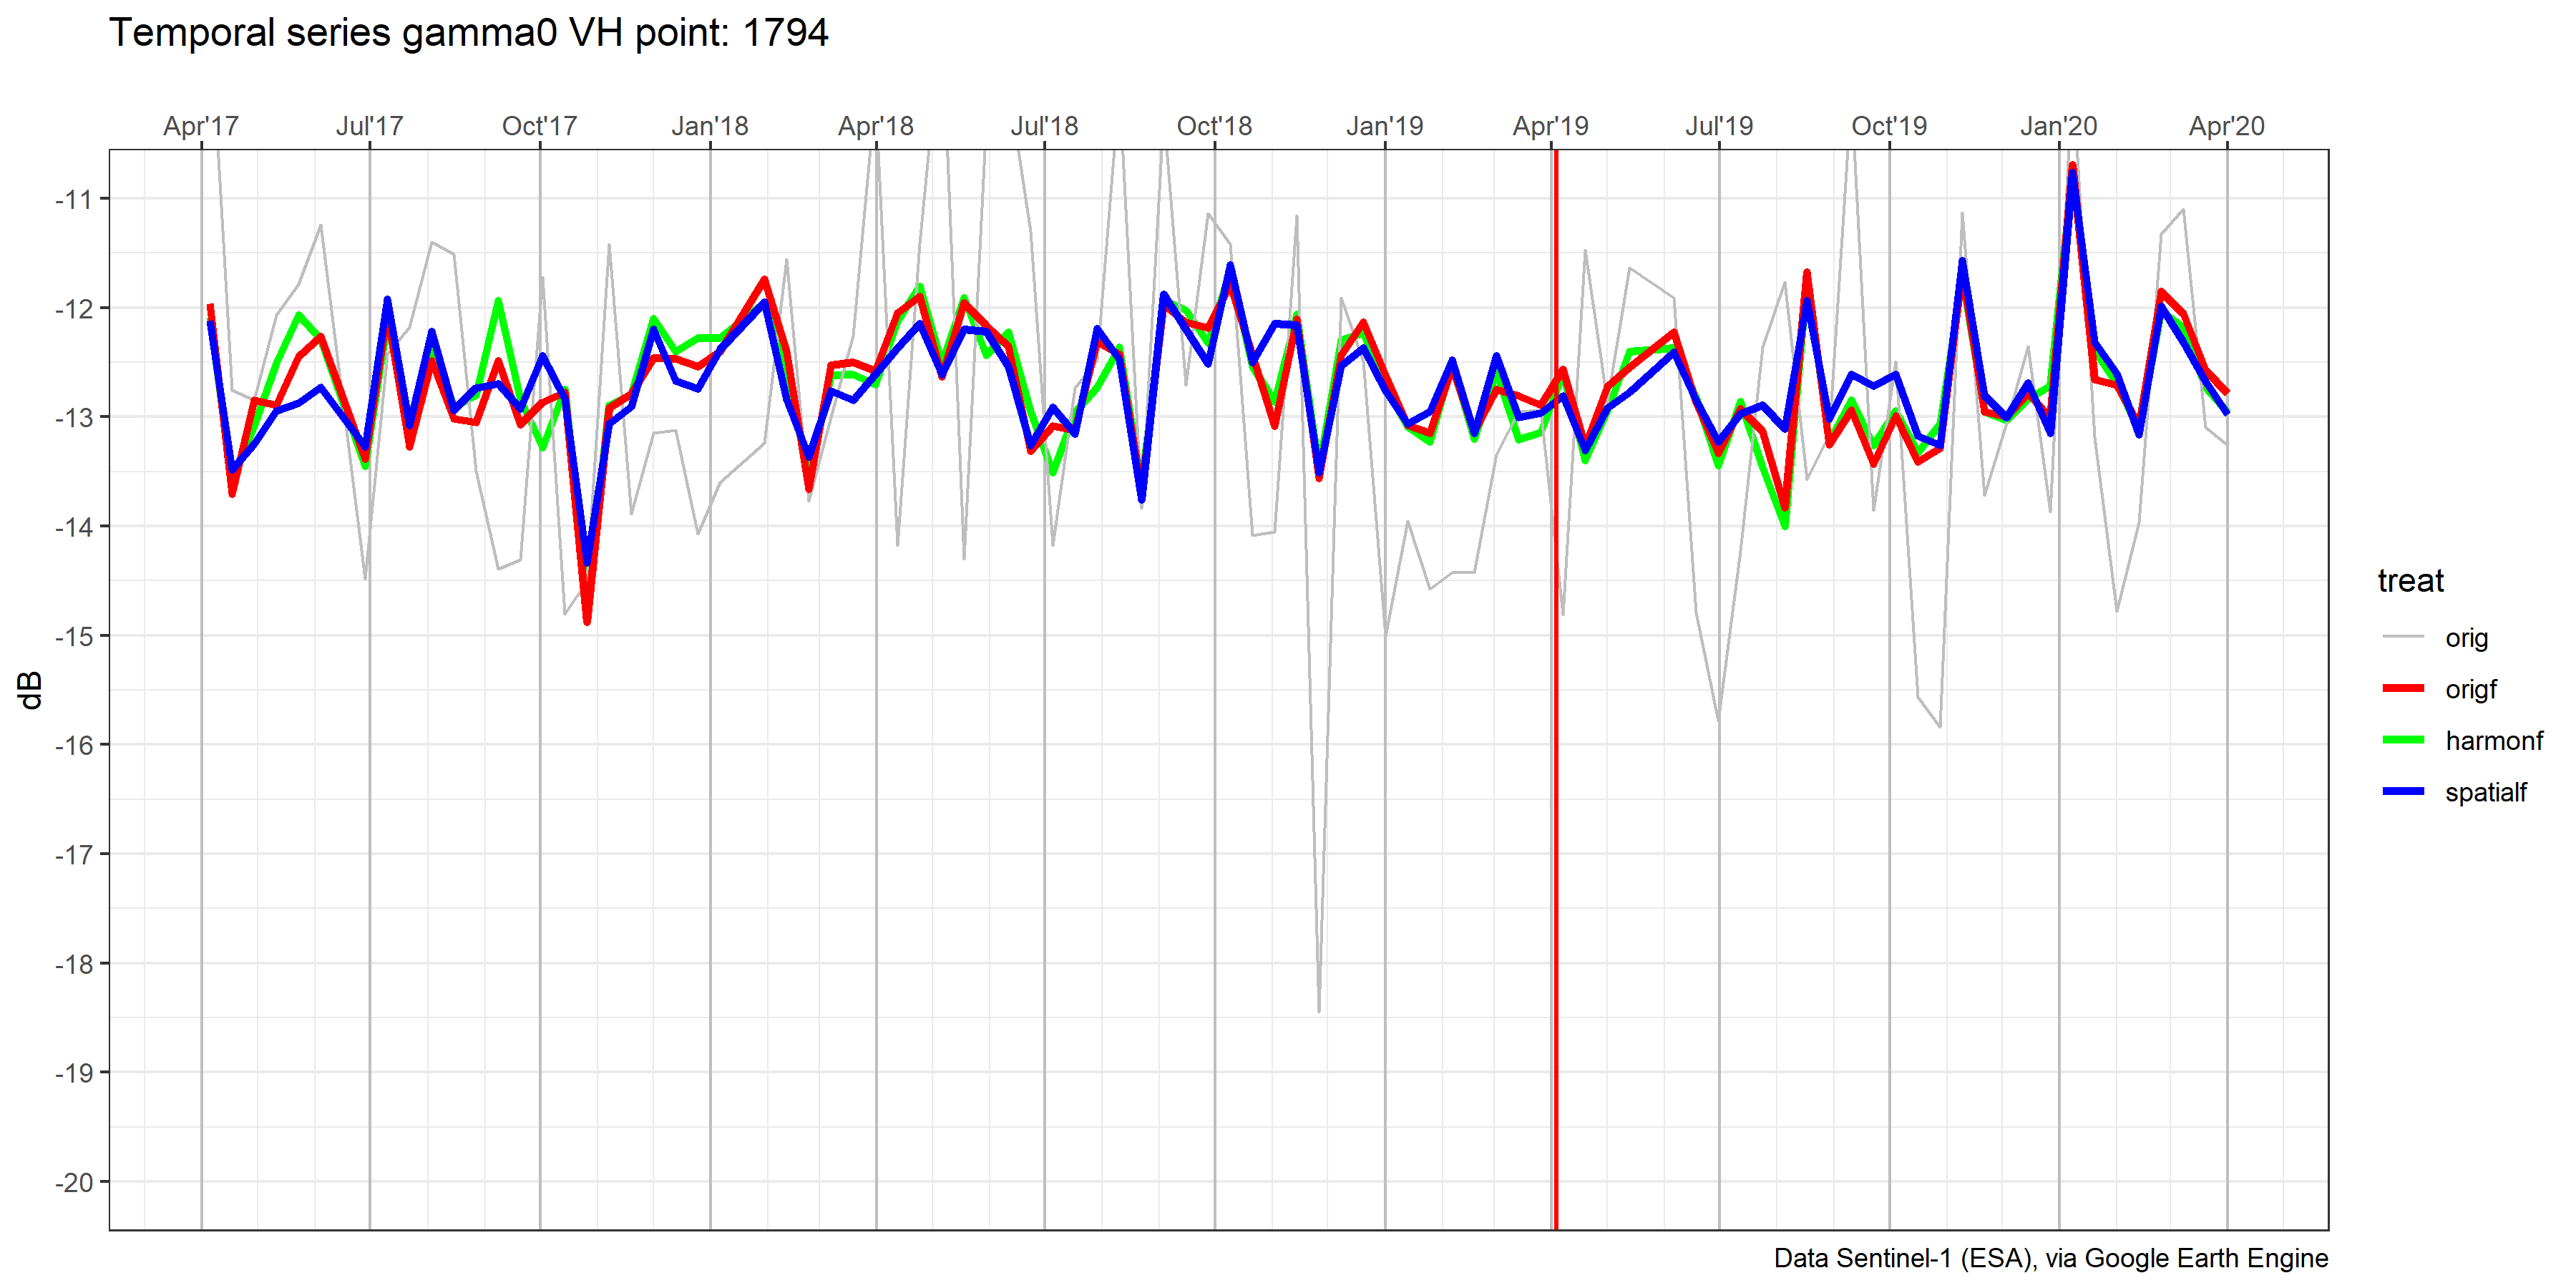 Temporal series gamma0 VH point: 1794
Apr'17 Jul'17 Oct'17 Jan'18 Apr'18 Jul'18 Oct'18 Jan'19 Apr'19 Jul'19 Oct'19 Jan'20 Apr'20
-11
-12
-13
-14
-15
-16
-17
-18
-19
-20
dB
treat
orig
origf
harmonf
spatialf
Data Sentinel-1 (ESA), via Google Earth Engine